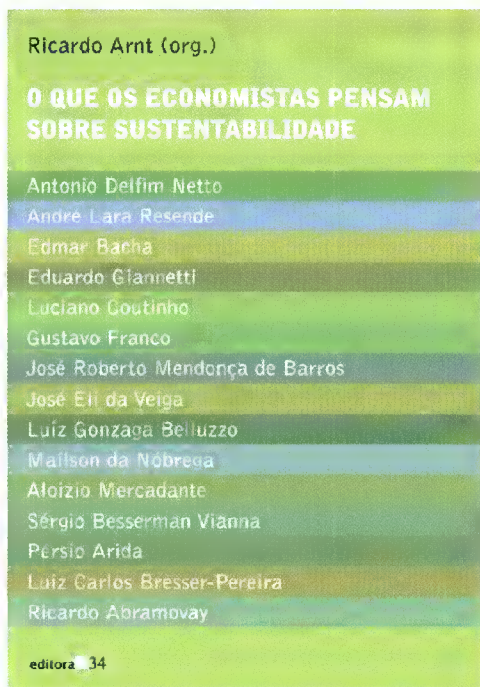 Ricardo Arnt (org.)
O QUE OS ECONOMISTAS PENSAM
SOBRE SUSTENTABILIDADE
Antonio Delfim Netto
André Lara Resende
Edmar Bacha
Eduardo Giannetti
Luciano Coutinho
Gustavo Franco
José Roberto Mendonça de Barros
José Eli da Veiga
Luiz Gonzaga Belluzzo
Maílson da Nóbrega
Aloizio Mercadante
Sérgio Besserman Vianna
Pérsio Arida
Luiz Carlos Bresser-Pereira
Ricardo Abramovay
editora 34